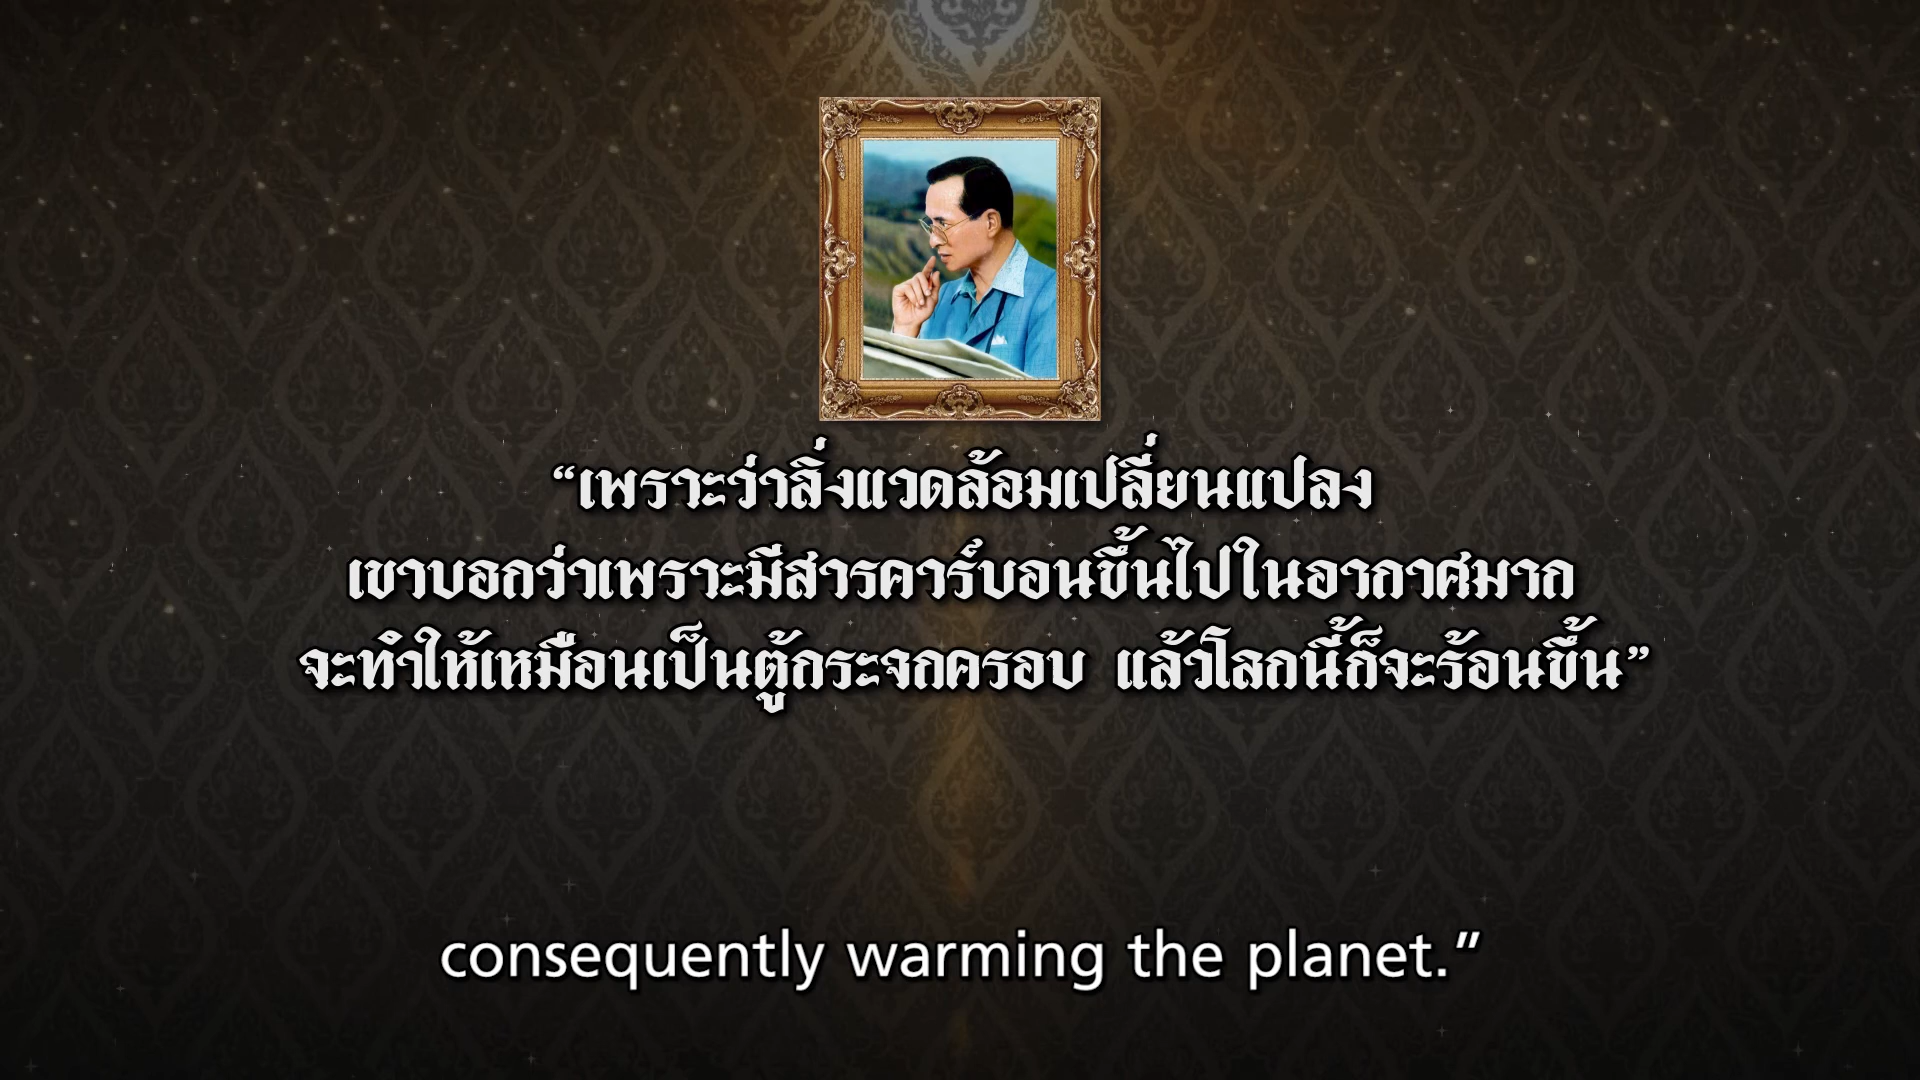 “เพราะว่าสิ่งแวดล้อมเปลี่ยนแปลง
เขาบอกว่าเพราะมีสารคาร์บอนขึ้นไปในอากาศมาก
จะทำให้เหมือนเป็นตู้กระจกครอบ แล้วโลกนี้ก็จะร้อนขึ้น”
consequently warming the planet.”